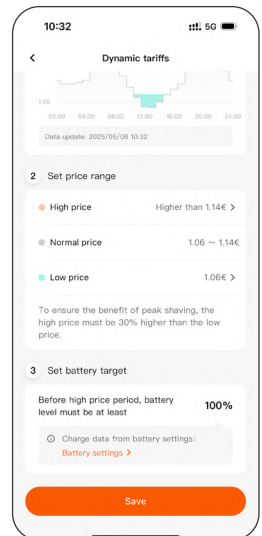 10:32
5G
Dynamic tariffs
1.05
00:00 04:00 08:00 12:00 16:00 20:00 24:00
Data update: 2025/05/08 10:32
2 Set price range
High price Higher than 1.14€ >
Normal price 1.06 ~ 1.14€
Low price 1.06€ >
To ensure the benefit of peak shaving, the
high price must be 30% higher than the low
price.
3 Set battery target
Before high price period, battery
level must be at least
100%
Charge data from battery settings:
Battery settings >
Save